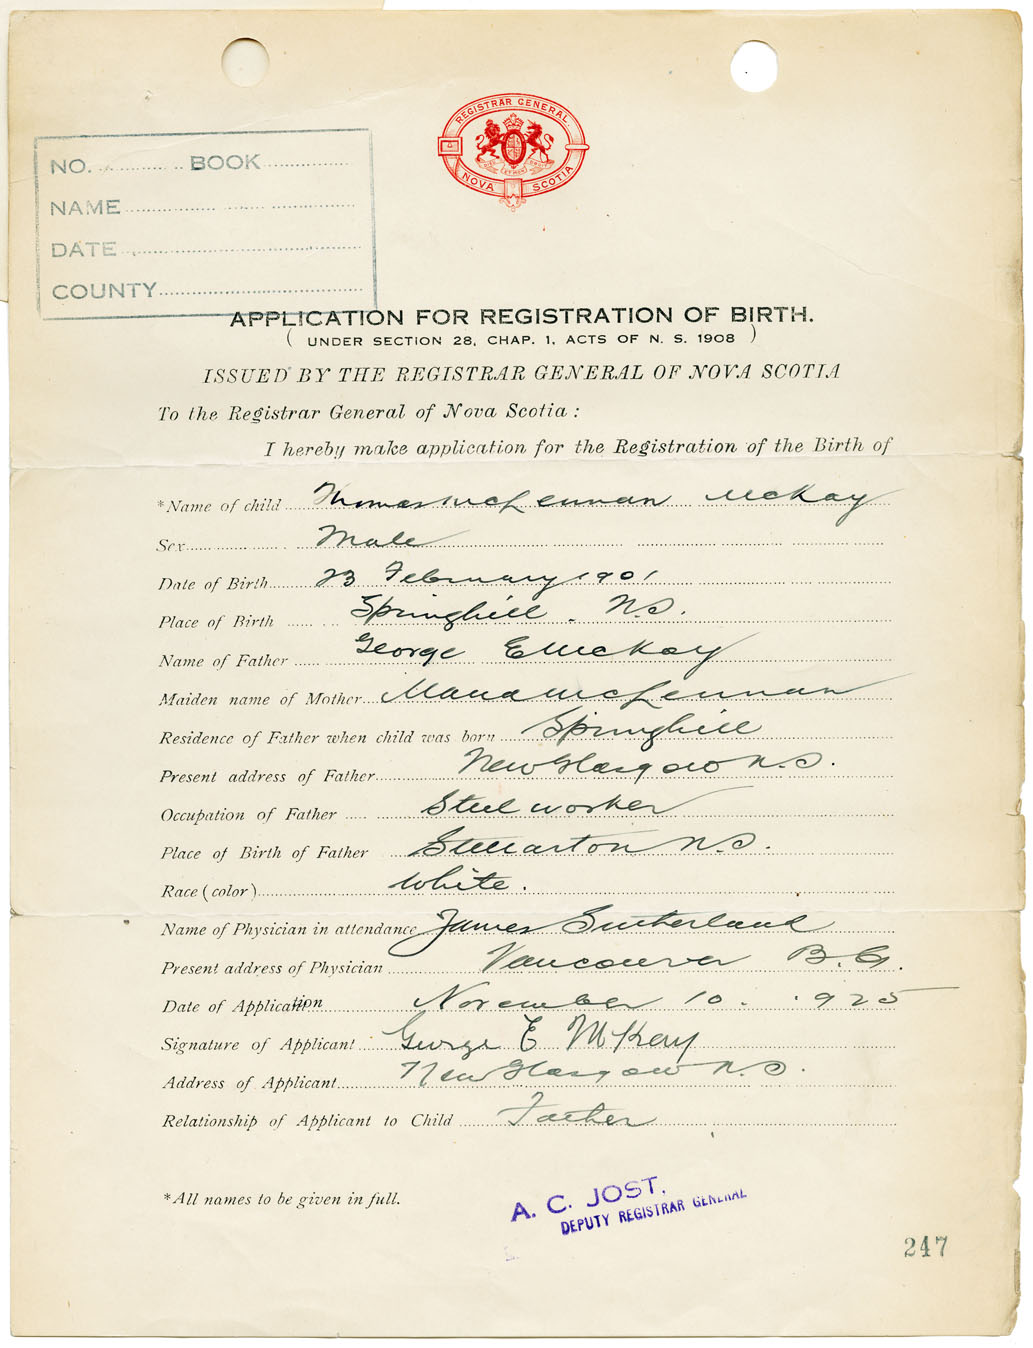 REGISTRAR GENERAL.
NOVA SCOTIA
NO. BOOK
NAME
DATE
COUNTY
APPLICATION FOR REGISTRATION OF BIRTH.
( UNDER SECTION 28, CHAP. 1, ACTS OF N. S. 1908 )
ISSUED BY THE REGISTRAR GENERAL OF NOVA SCOTIA
To the Registrar General of Nova Scotia :
I hereby make application for the Registration of the Birth of
*Name of child Thomas McLennan McKay
Sex Male
Date of Birth 23 February 1901
Place of Birth Springhill. N.S.
Name of Father George E McKay
Maiden name of Mother Mana McLennan
Residence of Father when child was born Springhill
Present address of Father New Glasgow N.S.
Occupation of Father Steel worker
Place of Birth of Father Stellarton N.S.
Race (color) White.
Name of Physician in attendance James Sutherland
Present address of Physician Vancouver B.C.
Date of Application November 10. 1925
Signature of Applicant George E McKay
Address of Applicant New Glasgow N.S.
Relationship of Applicant to Child Father
*All names to be given in full.
A. C. JOST.
DEPUTY REGISTRAR GENERAL
247